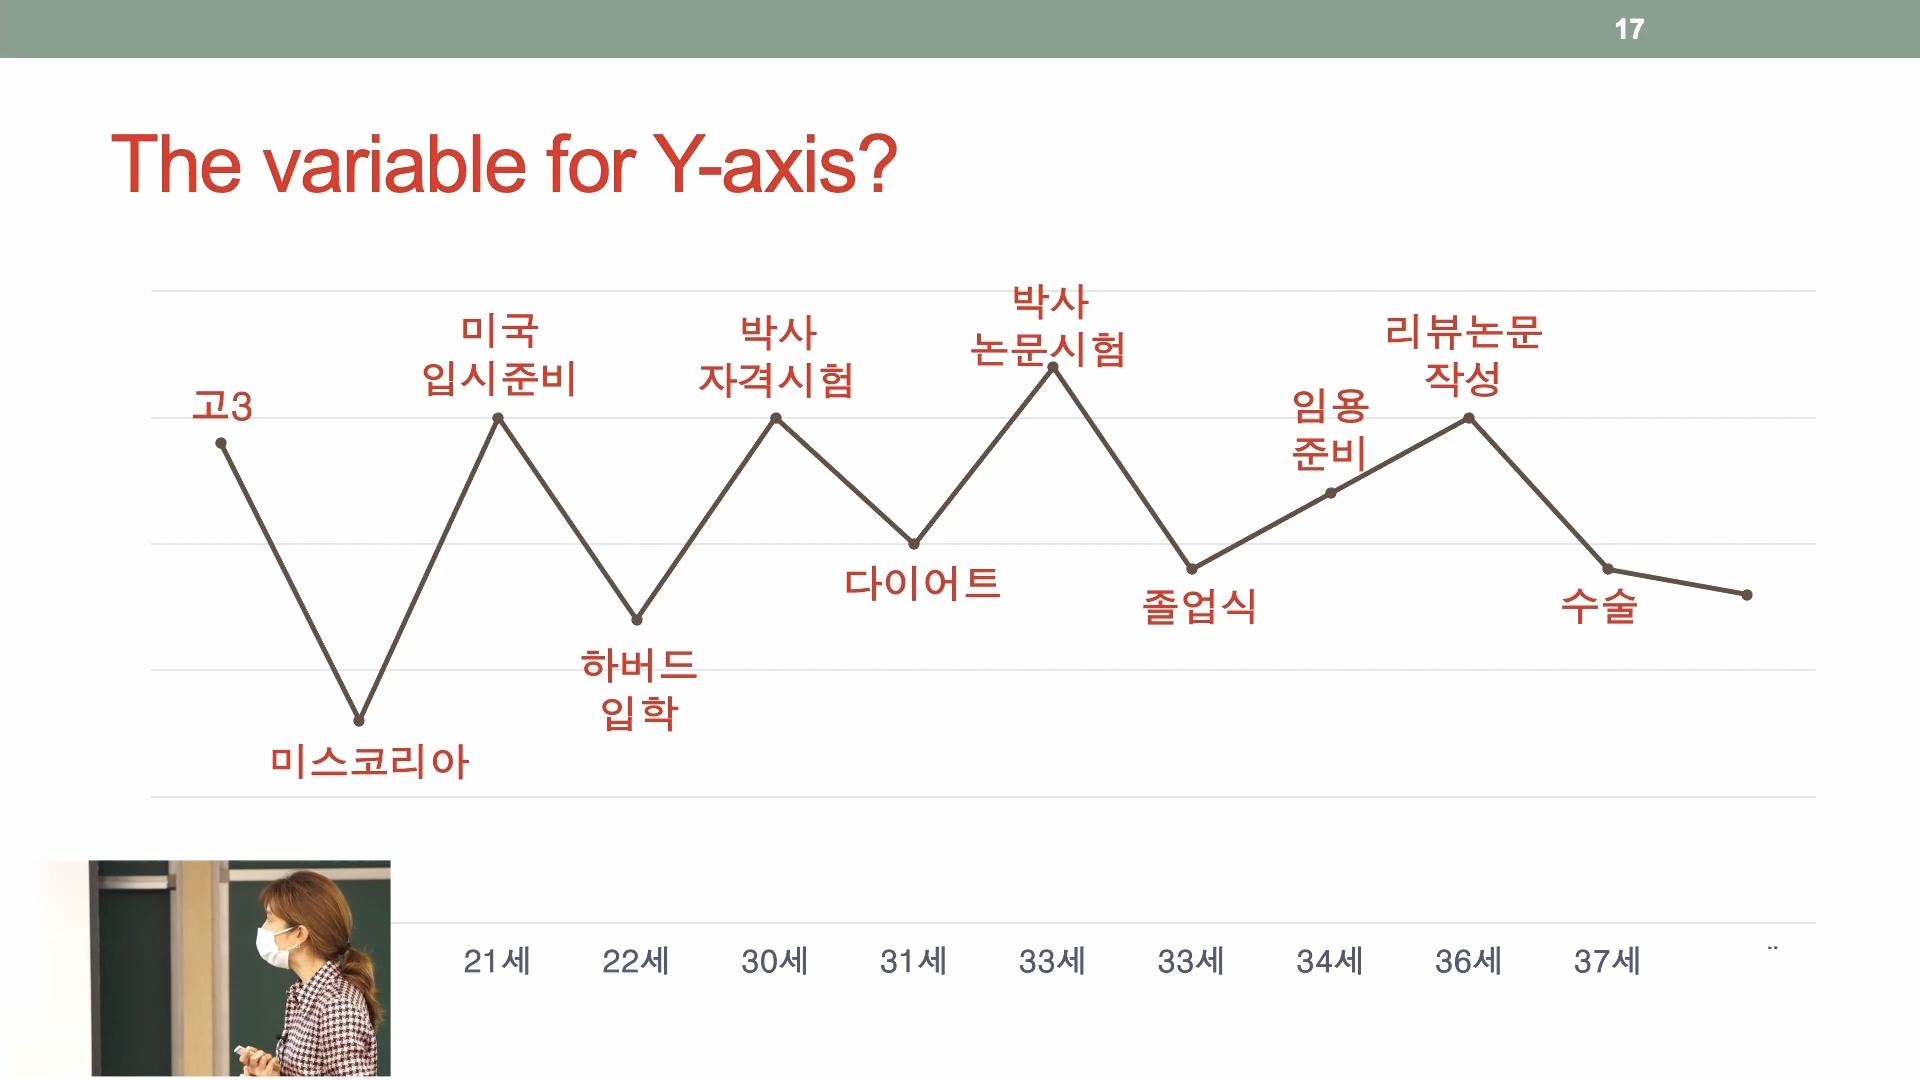 17
The variable for Y-axis?
고3
미스코리아
미국
입시준비
하버드
입학
박사
자격시험
다이어트
박사
논문시험
졸업식
임용
준비
리뷰논문
작성
수술
21세
22세
30세
31세
33세
33세
34세
36세
37세
..